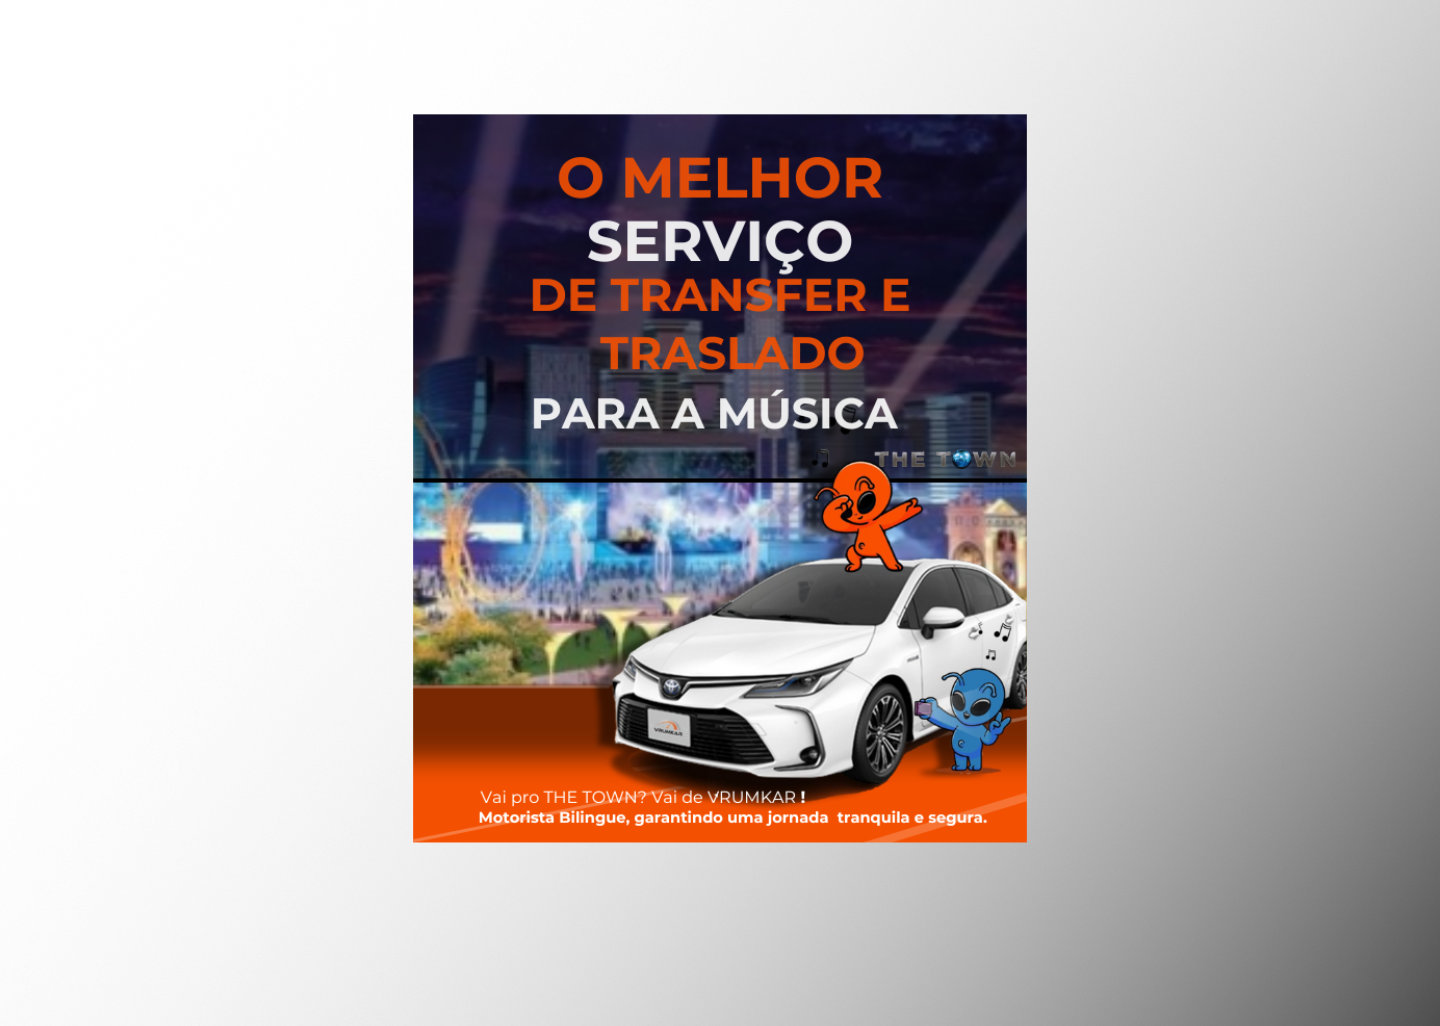 O MELHOR
SERVIÇO
DE TRANSFER E
TRASLADO
PARA A MÚSICA
THE TOWN
VRUMKAR
Vai pro THE TOWN? Vai de VRUMKAR !
Motorista Bilingue, garantindo uma jornada  tranquila e segura.